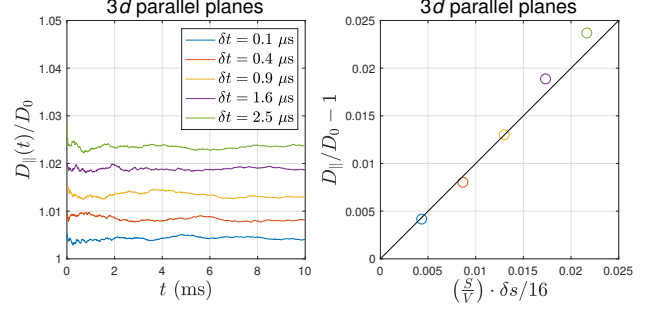 3d parallel planes
1.05
1.04
1.03
1.02
1.01
1
0 2 4 6 8 10
t (ms)
D∥(t)/D₀
δt = 0.1 μs
δt = 0.4 μs
δt = 0.9 μs
δt = 1.6 μs
δt = 2.5 μs
3d parallel planes
0.025
0.02
0.015
0.01
0.005
0
0 0.005 0.01 0.015 0.02 0.025
(S/V) · δs/16
D∥/D₀ − 1